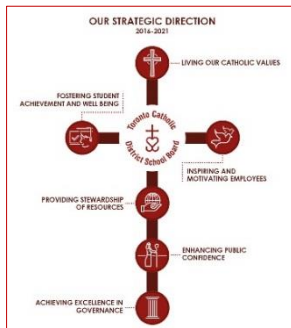 OUR STRATEGIC DIRECTION
2016-2021
LIVING OUR CATHOLIC VALUES
FOSTERING STUDENT
ACHIEVEMENT AND WELL BEING
Toronto Catholic
District School Board
INSPIRING AND
MOTIVATING EMPLOYEES
PROVIDING STEWARDSHIP
OF RESOURCES
ENHANCING PUBLIC
CONFIDENCE
ACHIEVING EXCELLENCE IN
GOVERNANCE